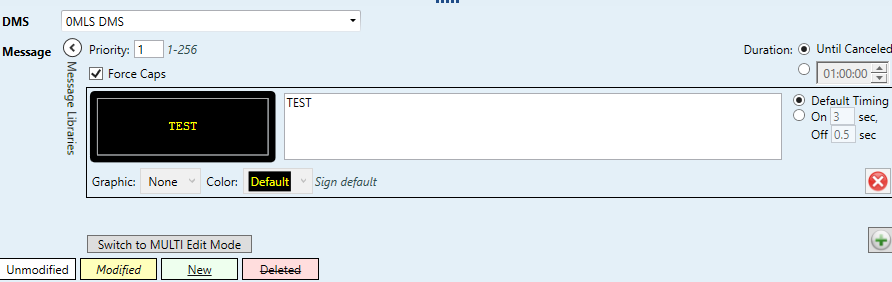 DMS 0MLS DMS
Message Priority: 1 1-256 Duration: Until Canceled
Force Caps 01:00:00
Message Libraries
TEST
TEST
Default Timing
On 3 sec,
Off 0.5 sec
Graphic: None Color: Default Sign default
Switch to MULTI Edit Mode
Unmodified Modified New Deleted